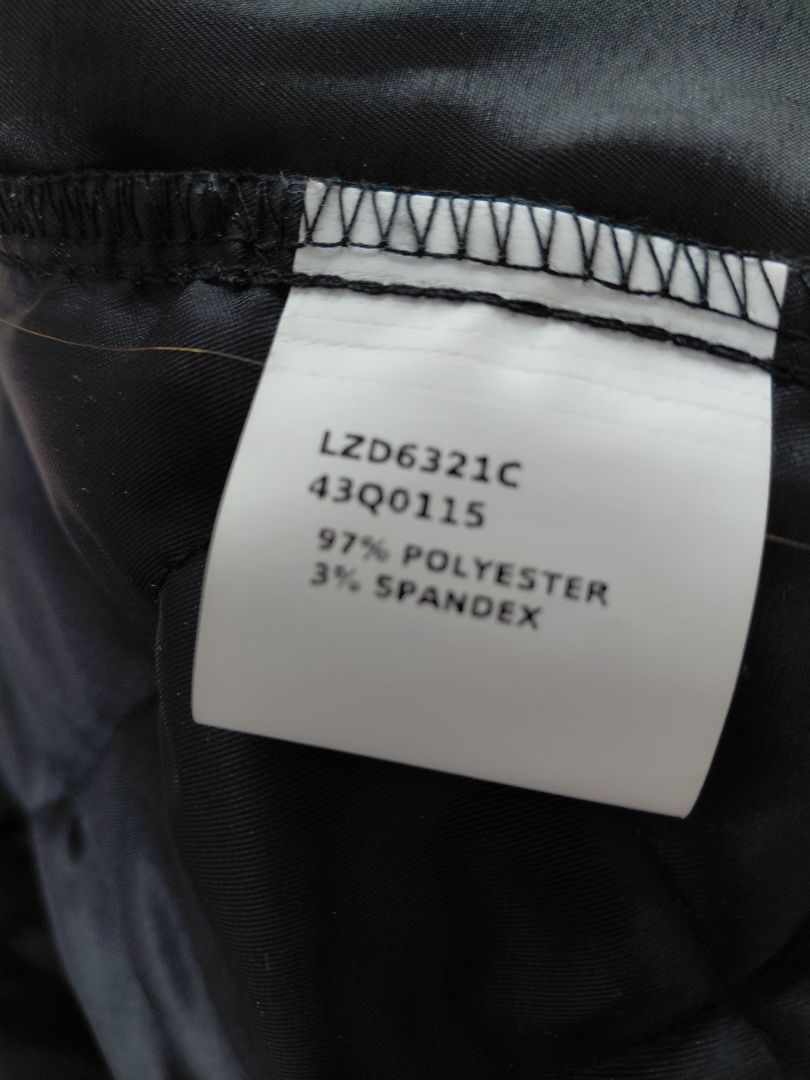 LZD6321C
43Q0115
97% POLYESTER
3% SPANDEX